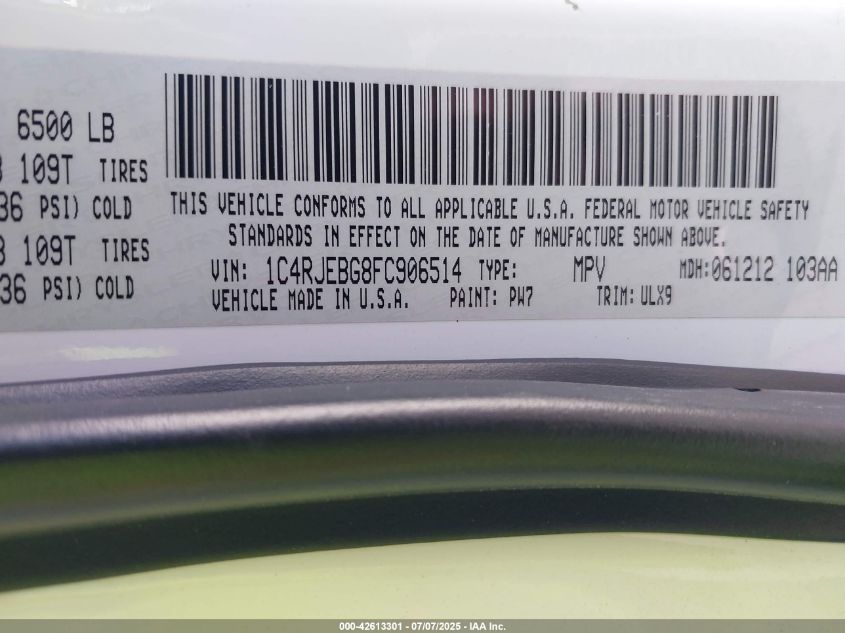 6500 LB
109T TIRES
36 PSI) COLD
109T TIRES
36 PSI) COLD
THIS VEHICLE CONFORMS TO ALL APPLICABLE U.S.A. FEDERAL MOTOR VEHICLE SAFETY
STANDARDS IN EFFECT ON THE DATE OF MANUFACTURE SHOWN ABOVE.
VIN: 1C4RJEBG8FC906514 TYPE: MPV MDH:061212 103AA
VEHICLE MADE IN U.S.A. PAINT: PW7 TRIM: ULX9
000-42613301 / 07/07/2025 - IAA Inc.